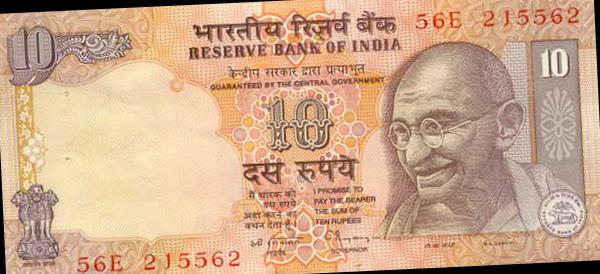 10
भारतीय रिज़र्व बैंक
56E 215562
RESERVE BANK OF INDIA
केन्द्रीय सरकार द्वारा प्रत्याभूत
GUARANTEED BY THE CENTRAL GOVERNMENT
10
10
दस रुपये
मैं धारक को
दस रुपये
अदा करने का
वचन देता हूँ
I PROMISE TO
PAY THE BEARER
THE SUM OF
TEN RUPEES
GOVERNOR
56E 215562